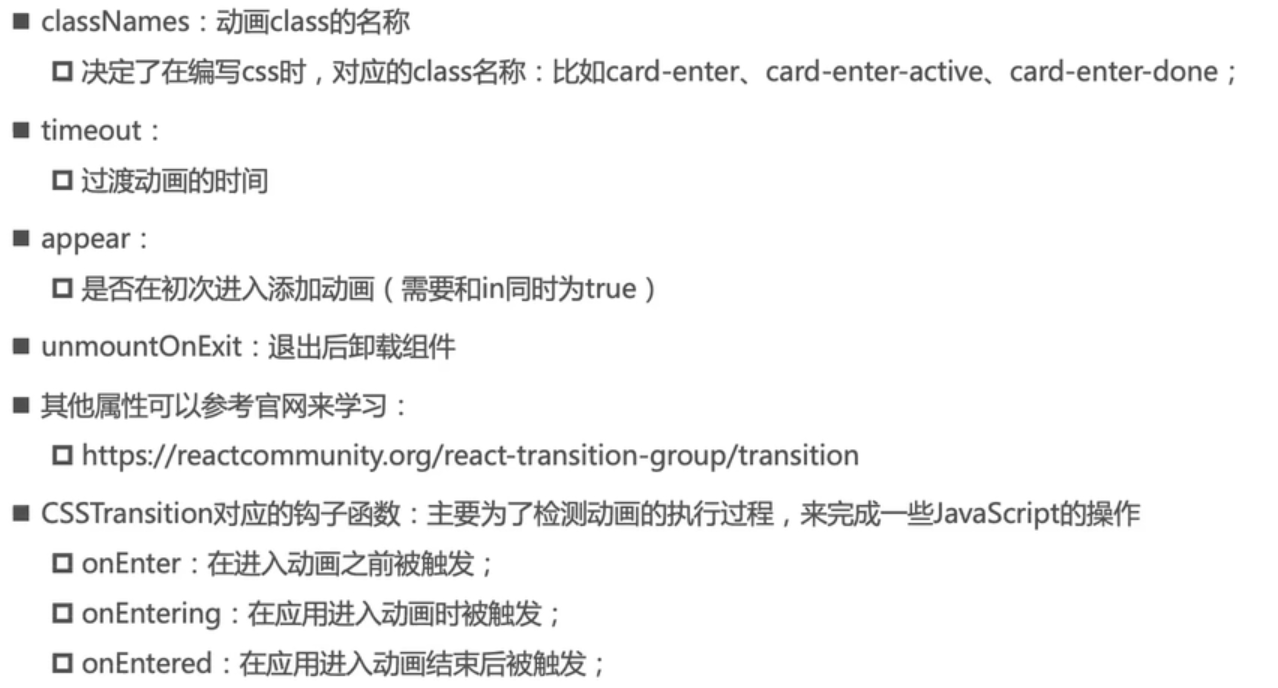 ■ classNames：动画class的名称
□ 决定了在编写css时，对应的class名称：比如card-enter、card-enter-active、card-enter-done；
■ timeout：
□ 过渡动画的时间
■ appear：
□ 是否在初次进入添加动画（需要和in同时为true）
■ unmountOnExit：退出后卸载组件
■ 其他属性可以参考官网来学习：
□ https://reactcommunity.org/react-transition-group/transition
■ CSSTransition对应的钩子函数：主要为了检测动画的执行过程，来完成一些JavaScript的操作
□ onEnter：在进入动画之前被触发；
□ onEntering：在应用进入动画时被触发；
□ onEntered：在应用进入动画结束后被触发；